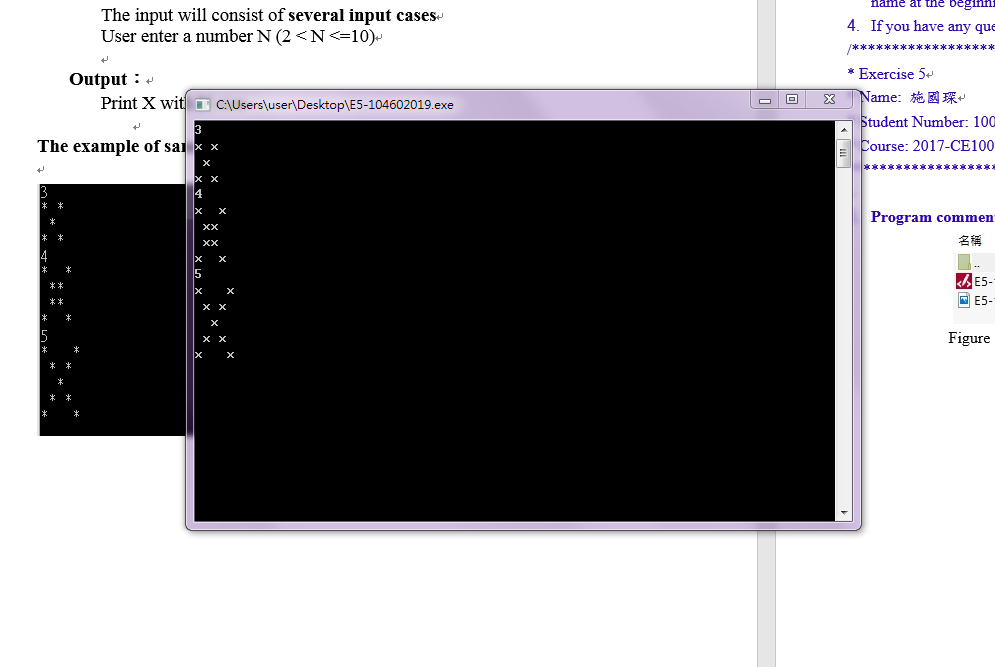 The input will consist of several input cases
User enter a number N (2 < N <=10)
Output：
Print X wit
The example of sa
3
* *
 *
* *
4
*  *
 **
 **
*  *
5
*   *
 * *
  *
 * *
*   *
C:\Users\user\Desktop\E5-104602019.exe
3
x x
 x
x x
4
x  x
 xx
 xx
x  x
5
x   x
 x x
  x
 x x
x   x
name at the beginni
4. If you have any que
/******************
* Exercise 5
Name: 施國琛
Student Number: 100
Course: 2017-CE100
*****************
Program commen
名稱
..
E5-
E5-
Figure